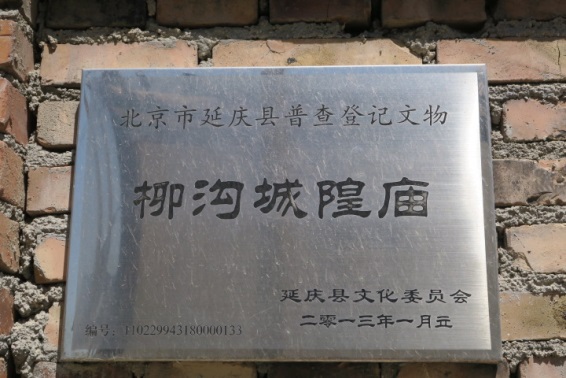 北京市延庆县普查登记文物
柳沟城隍庙
延庆县文化委员会
二零一三年一月立
编号：110229943180000133